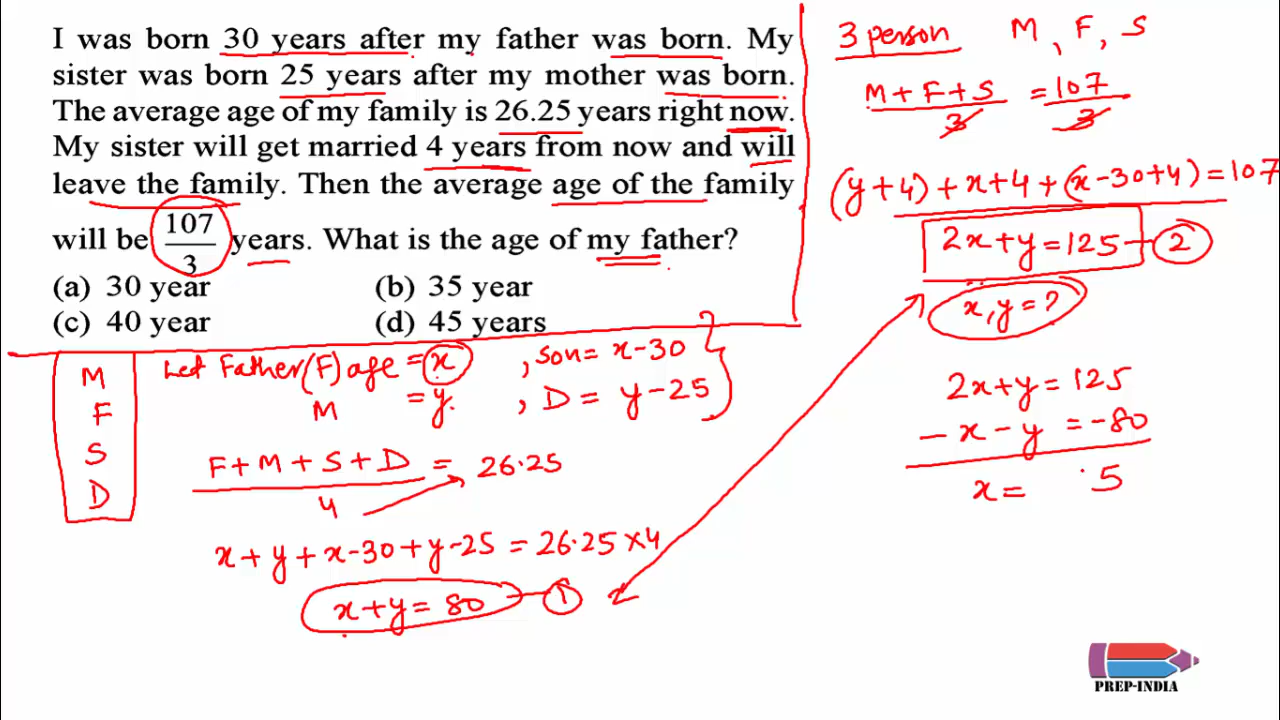 I was born 30 years after my father was born. My
sister was born 25 years after my mother was born.
The average age of my family is 26.25 years right now.
My sister will get married 4 years from now and will
leave the family. Then the average age of the family
will be 107/3 years. What is the age of my father?
(a) 30 year (b) 35 year
(c) 40 year (d) 45 years
M
F
S
D
Let Father(F) age = x , Son = x-30
M = y. , D = y-25
F+M+S+D / 4 = 26.25
x+y+x-30+y-25 = 26.25×4
x+y = 80 - 1
3 person M, F, S
M+F+S / 3 = 107 / 3
(y+4)+x+4+(x-30+4)=107
2x+y=125 - 2
x,y=?
2x+y=125
-x-y=-80
x= 5
PREP-INDIA